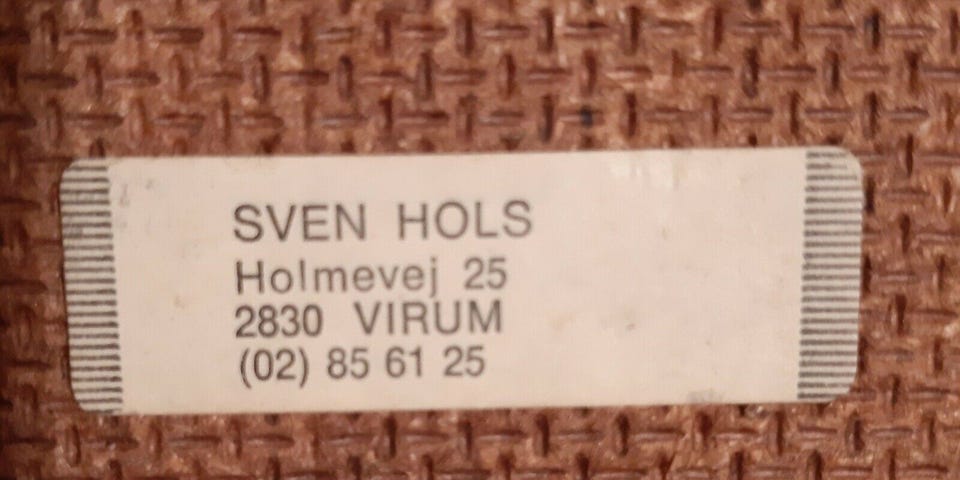 SVEN HOLS
Holmevej 25
2830 VIRUM
(02) 85 61 25